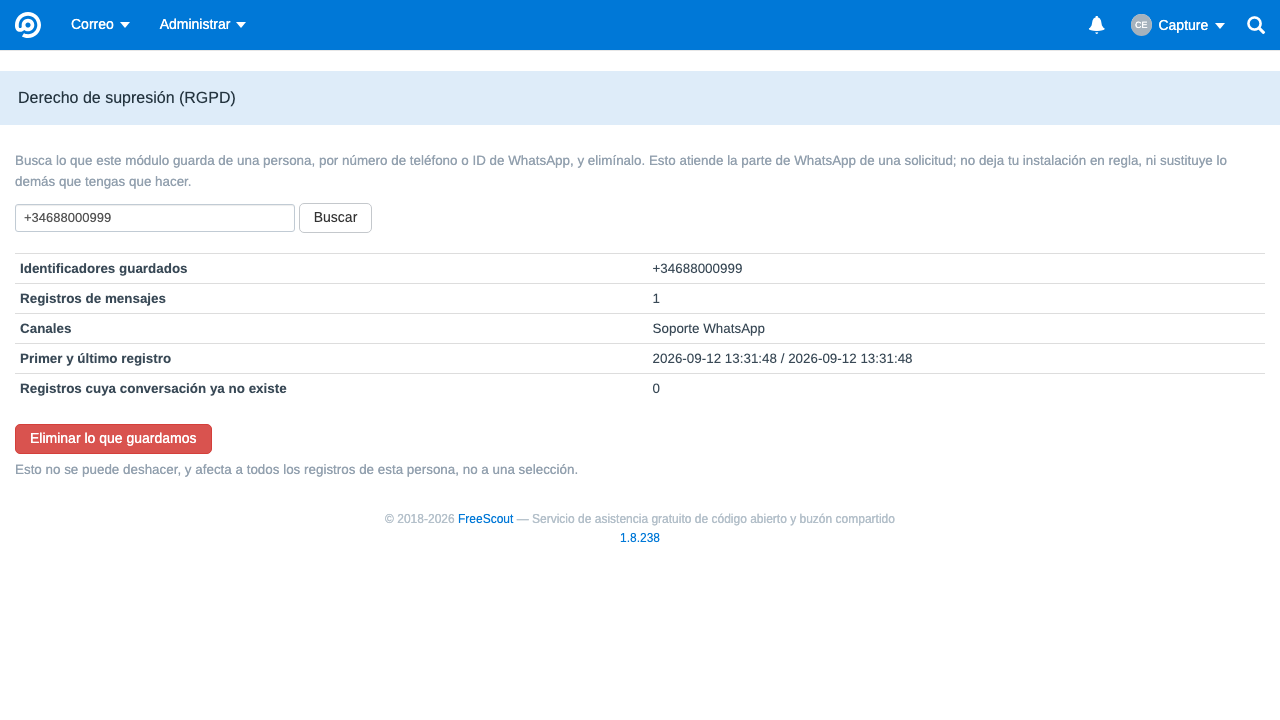 Correo
Administrar
CE
Capture
Derecho de supresión (RGPD)
Busca lo que este módulo guarda de una persona, por número de teléfono o ID de WhatsApp, y elimínalo. Esto atiende la parte de WhatsApp de una solicitud; no deja tu instalación en regla, ni sustituye lo
demás que tengas que hacer.
+34688000999
Buscar
Identificadores guardados +34688000999
Registros de mensajes 1
Canales Soporte WhatsApp
Primer y último registro 2026-09-12 13:31:48 / 2026-09-12 13:31:48
Registros cuya conversación ya no existe 0
Eliminar lo que guardamos
Esto no se puede deshacer, y afecta a todos los registros de esta persona, no a una selección.
© 2018-2026 FreeScout — Servicio de asistencia gratuito de código abierto y buzón compartido
1.8.238